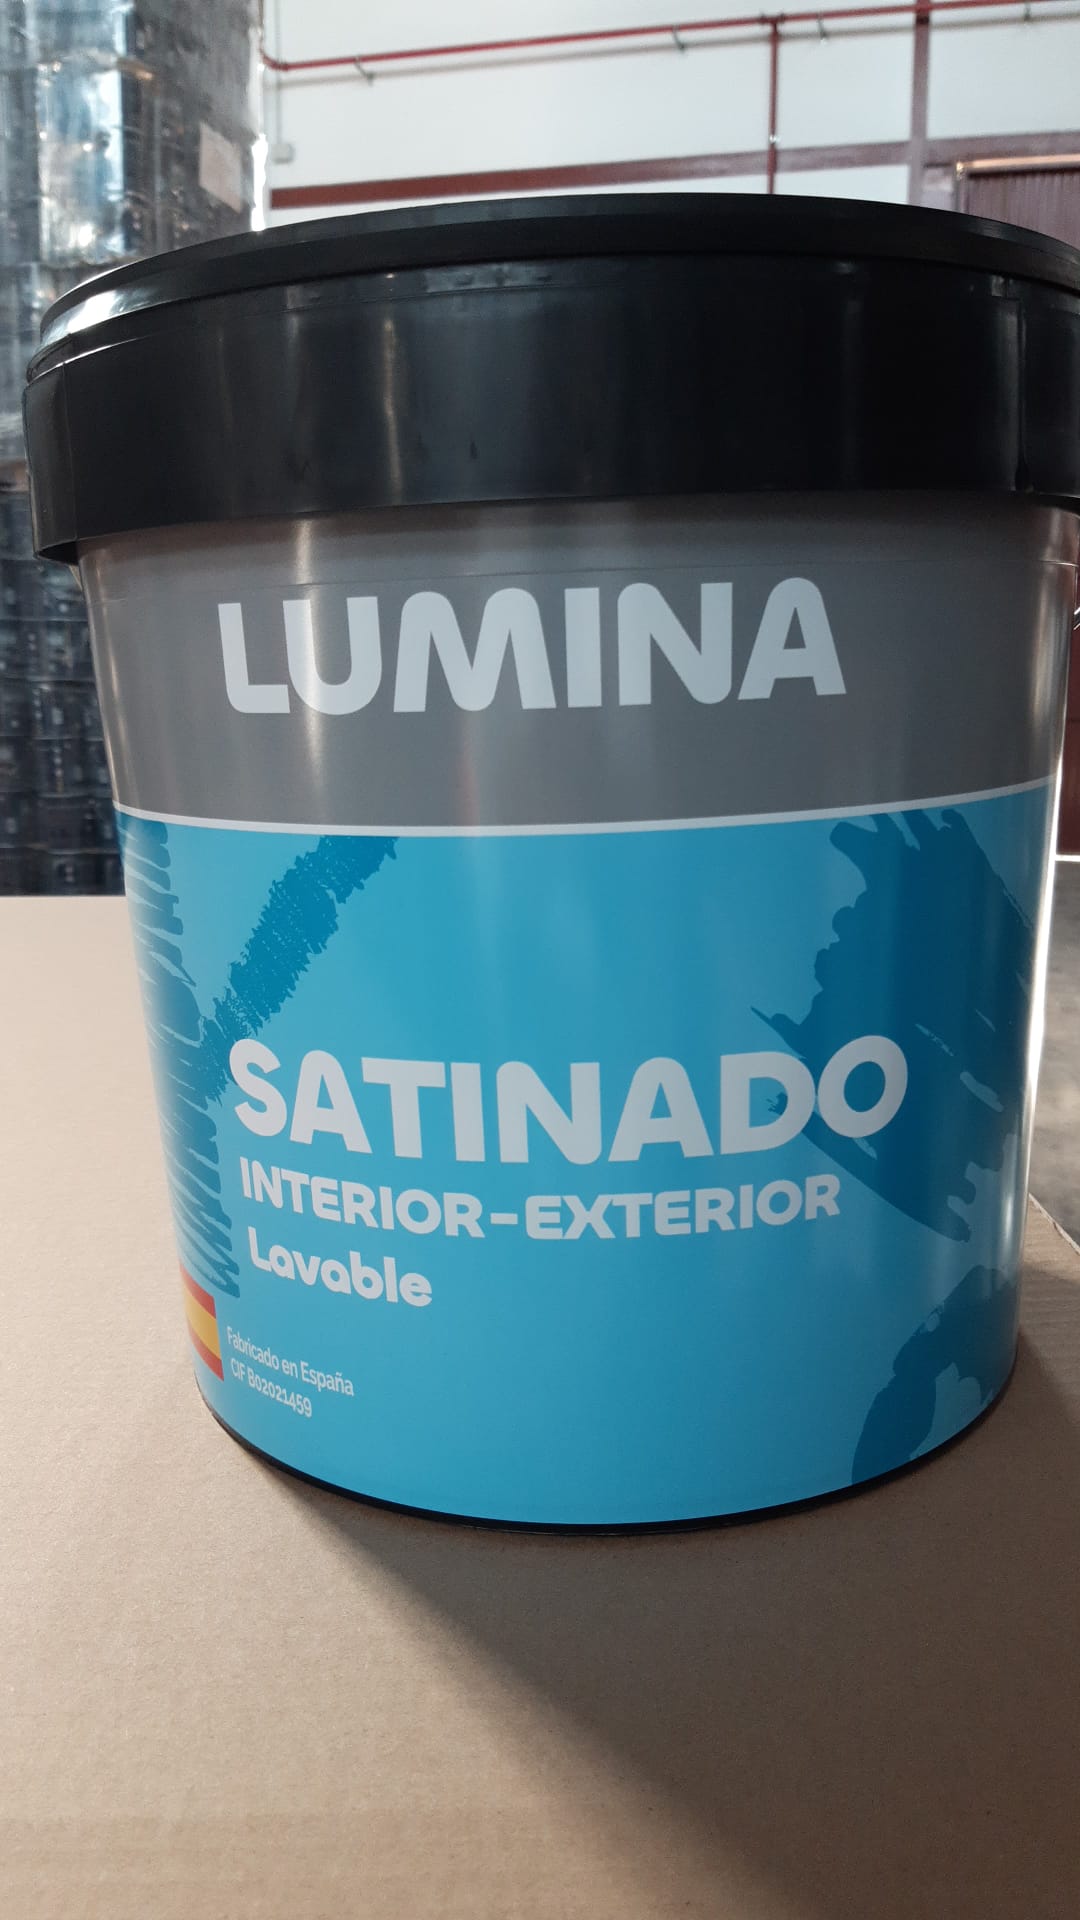 LUMINA
SATINADO
INTERIOR-EXTERIOR
Lavable
Fabricado en España
CIF B02021459